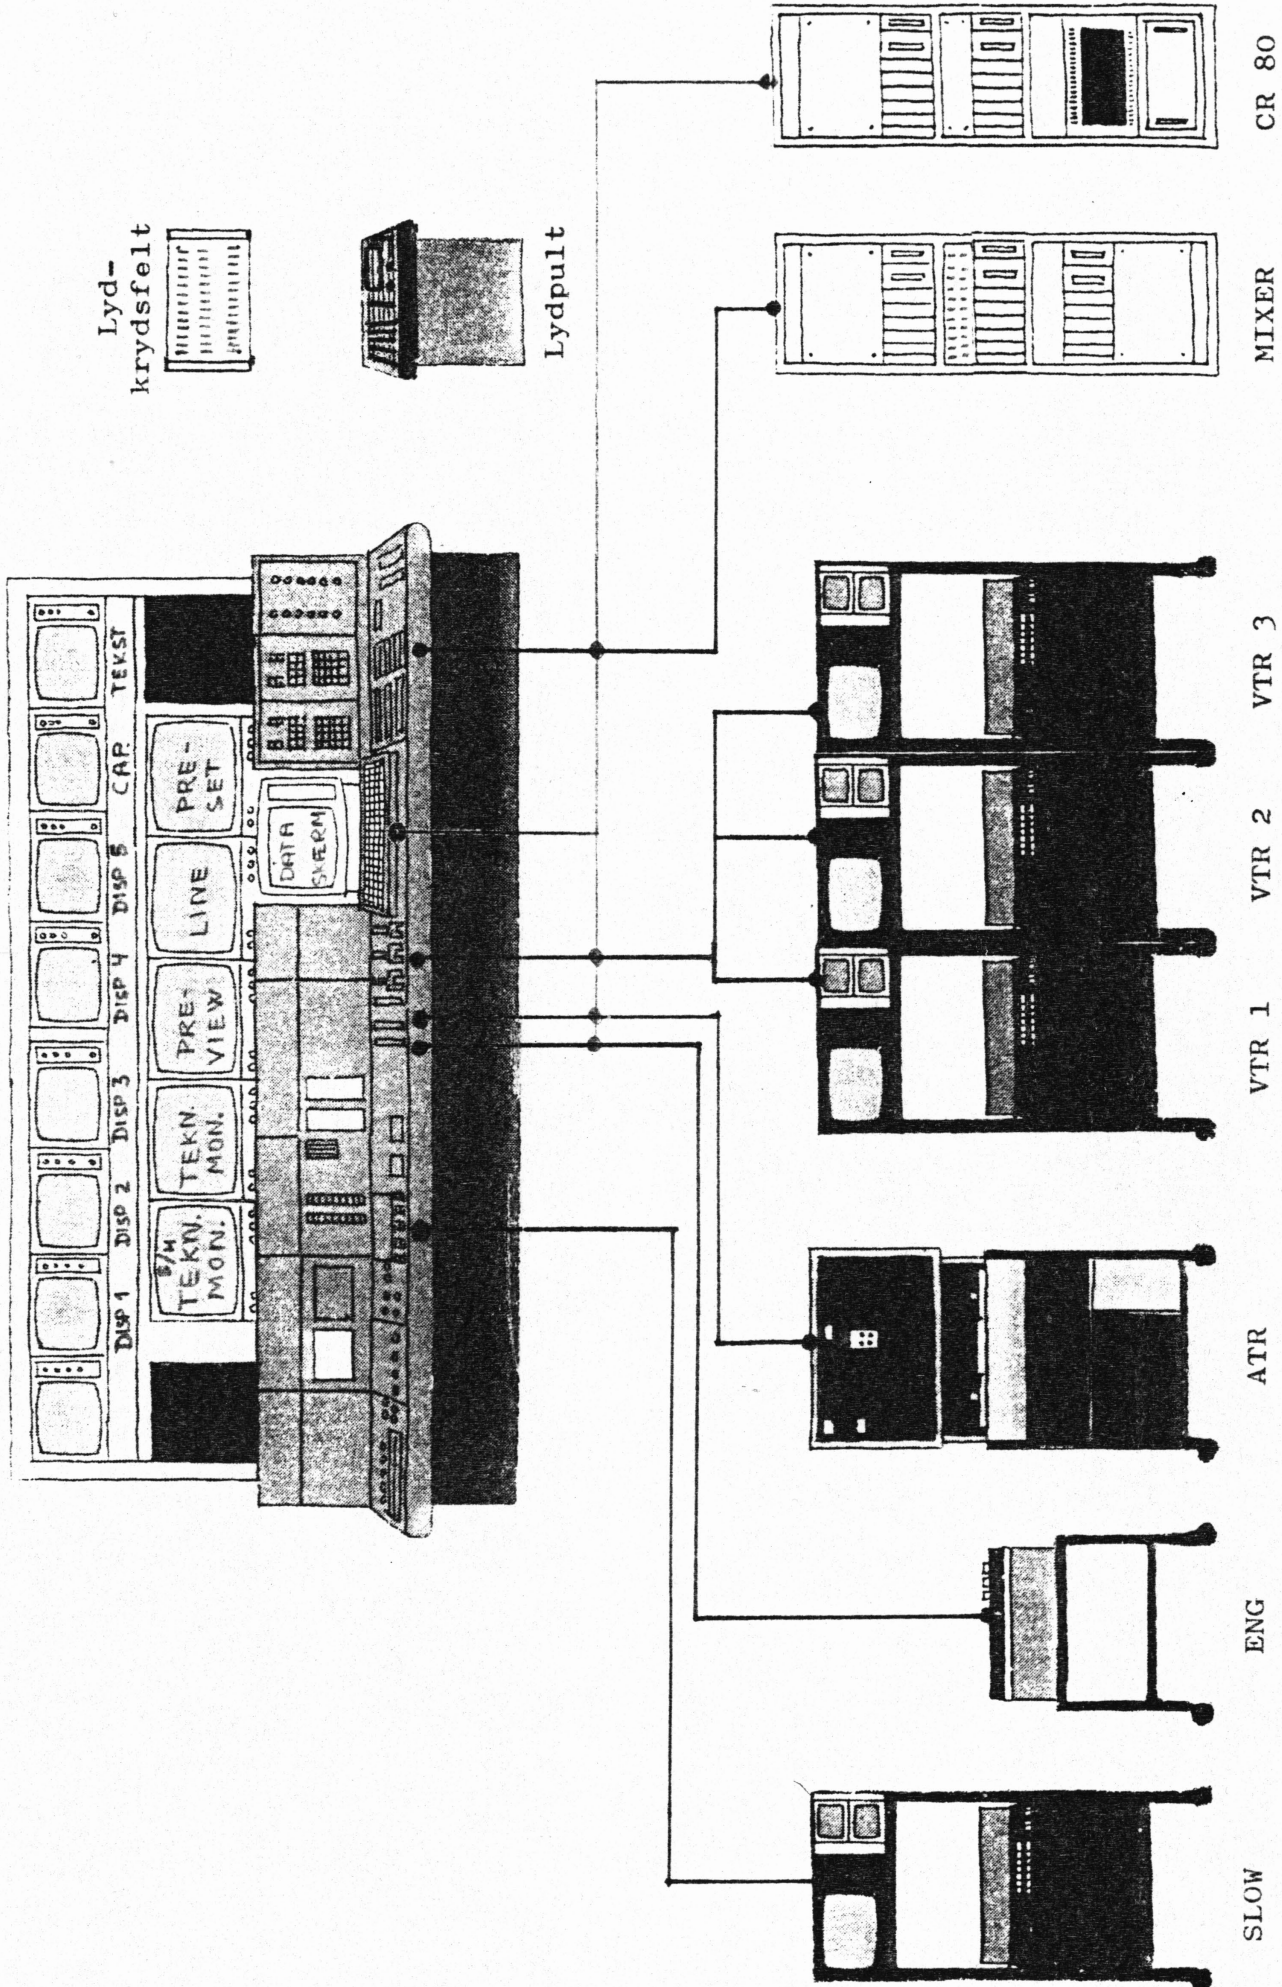 Lyd-
krydsfelt
Lydpult
DISP 1
DISP 2
DISP 3
DISP 4
DISP 5
CAP.
TEKST
B/H
TEKN.
MON.
TEKN.
MON.
PRE-
VIEW
LINE
PRE-
SET
DATA
SKÆRM
B A
A B
SLOW
ENG
ATR
VTR 1
VTR 2
VTR 3
MIXER
CR 80